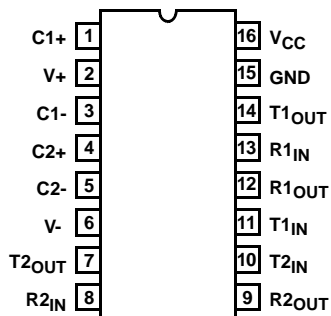 C1+ 1 16 VCC
V+ 2 15 GND
C1- 3 14 T1OUT
C2+ 4 13 R1IN
C2- 5 12 R1OUT
V- 6 11 T1IN
T2OUT 7 10 T2IN
R2IN 8 9 R2OUT